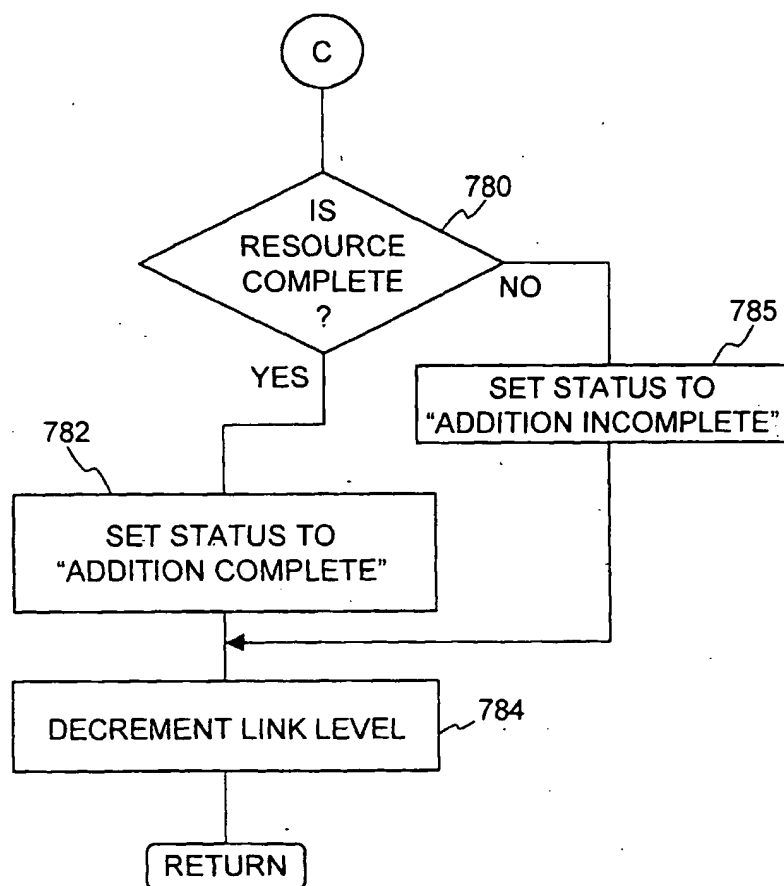 C
780
IS
RESOURCE
COMPLETE
?
NO
YES
785
SET STATUS TO
“ADDITION INCOMPLETE”
782
SET STATUS TO
“ADDITION COMPLETE”
DECREMENT LINK LEVEL
784
RETURN